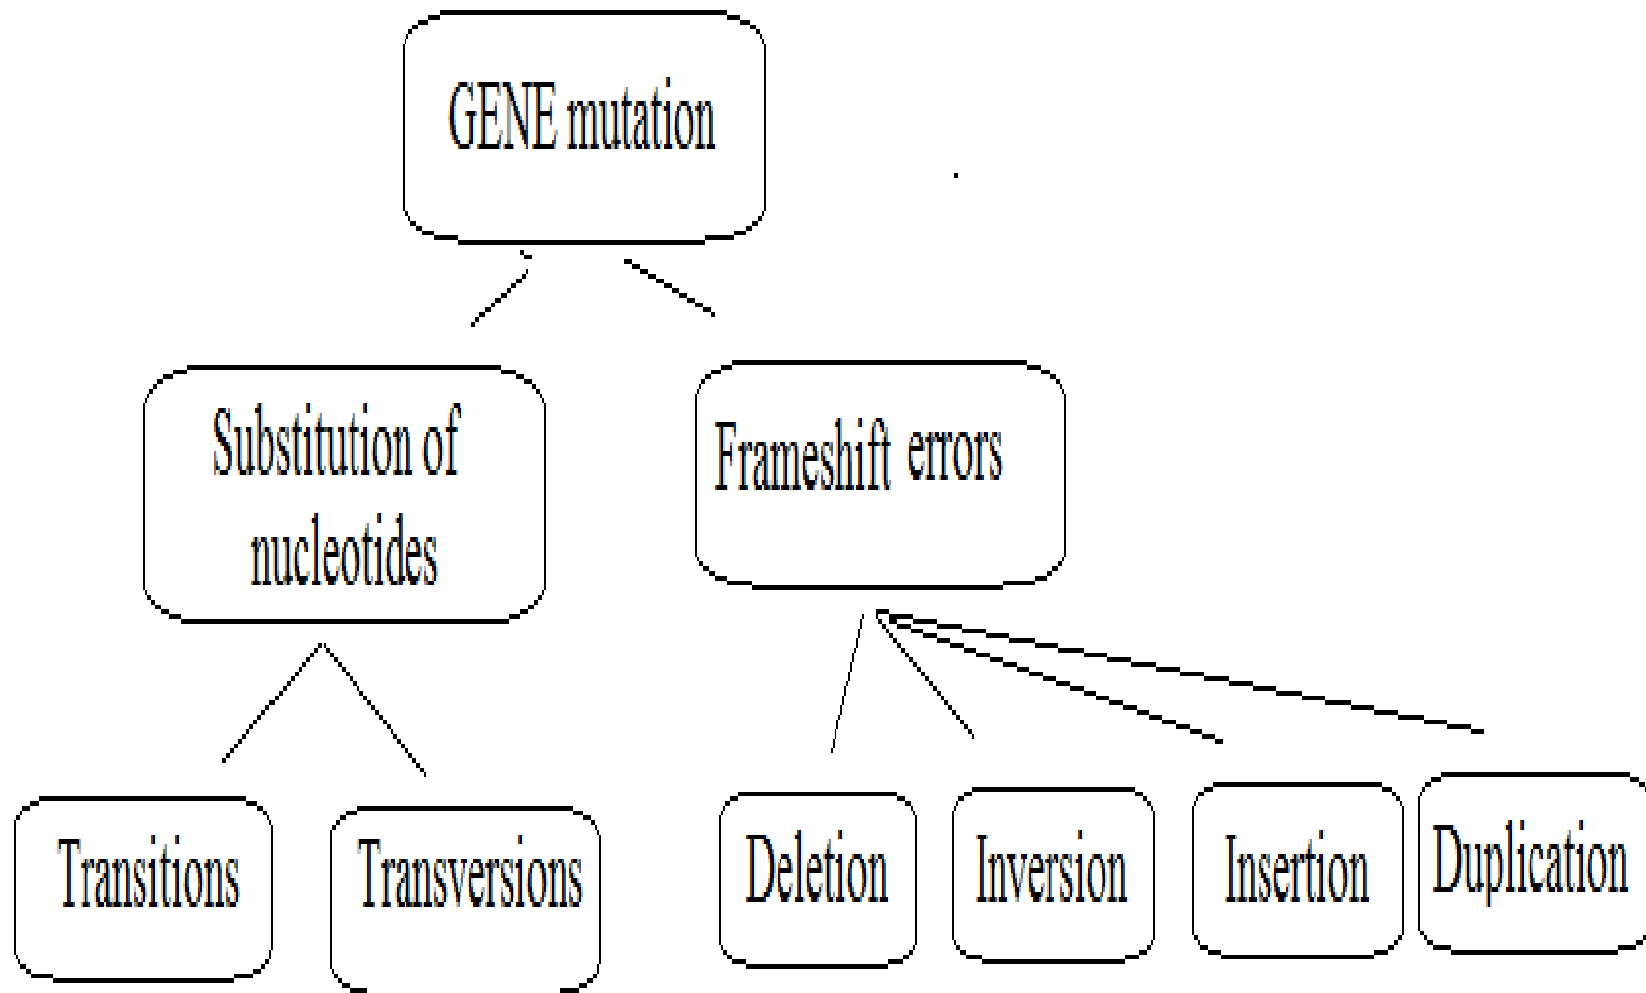 GENE mutation
Substitution of
nucleotides
Frameshift errors
Transitions
Transversions
Deletion
Inversion
Insertion
Duplication